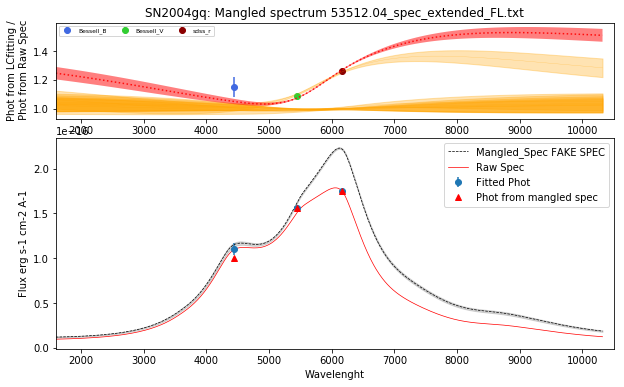 SN2004gq: Mangled spectrum 53512.04_spec_extended_FL.txt
Phot from LCfitting /
Phot from Raw Spec
1.4
1.2
1.0
Bessell_B
Bessell_V
sdss_r
2000 3000 4000 5000 6000 7000 8000 9000 10000
1e−16
Flux erg s-1 cm-2 A-1
2.0
1.5
1.0
0.5
0.0
Mangled_Spec FAKE SPEC
Raw Spec
Fitted Phot
Phot from mangled spec
2000 3000 4000 5000 6000 7000 8000 9000 10000
Wavelenght